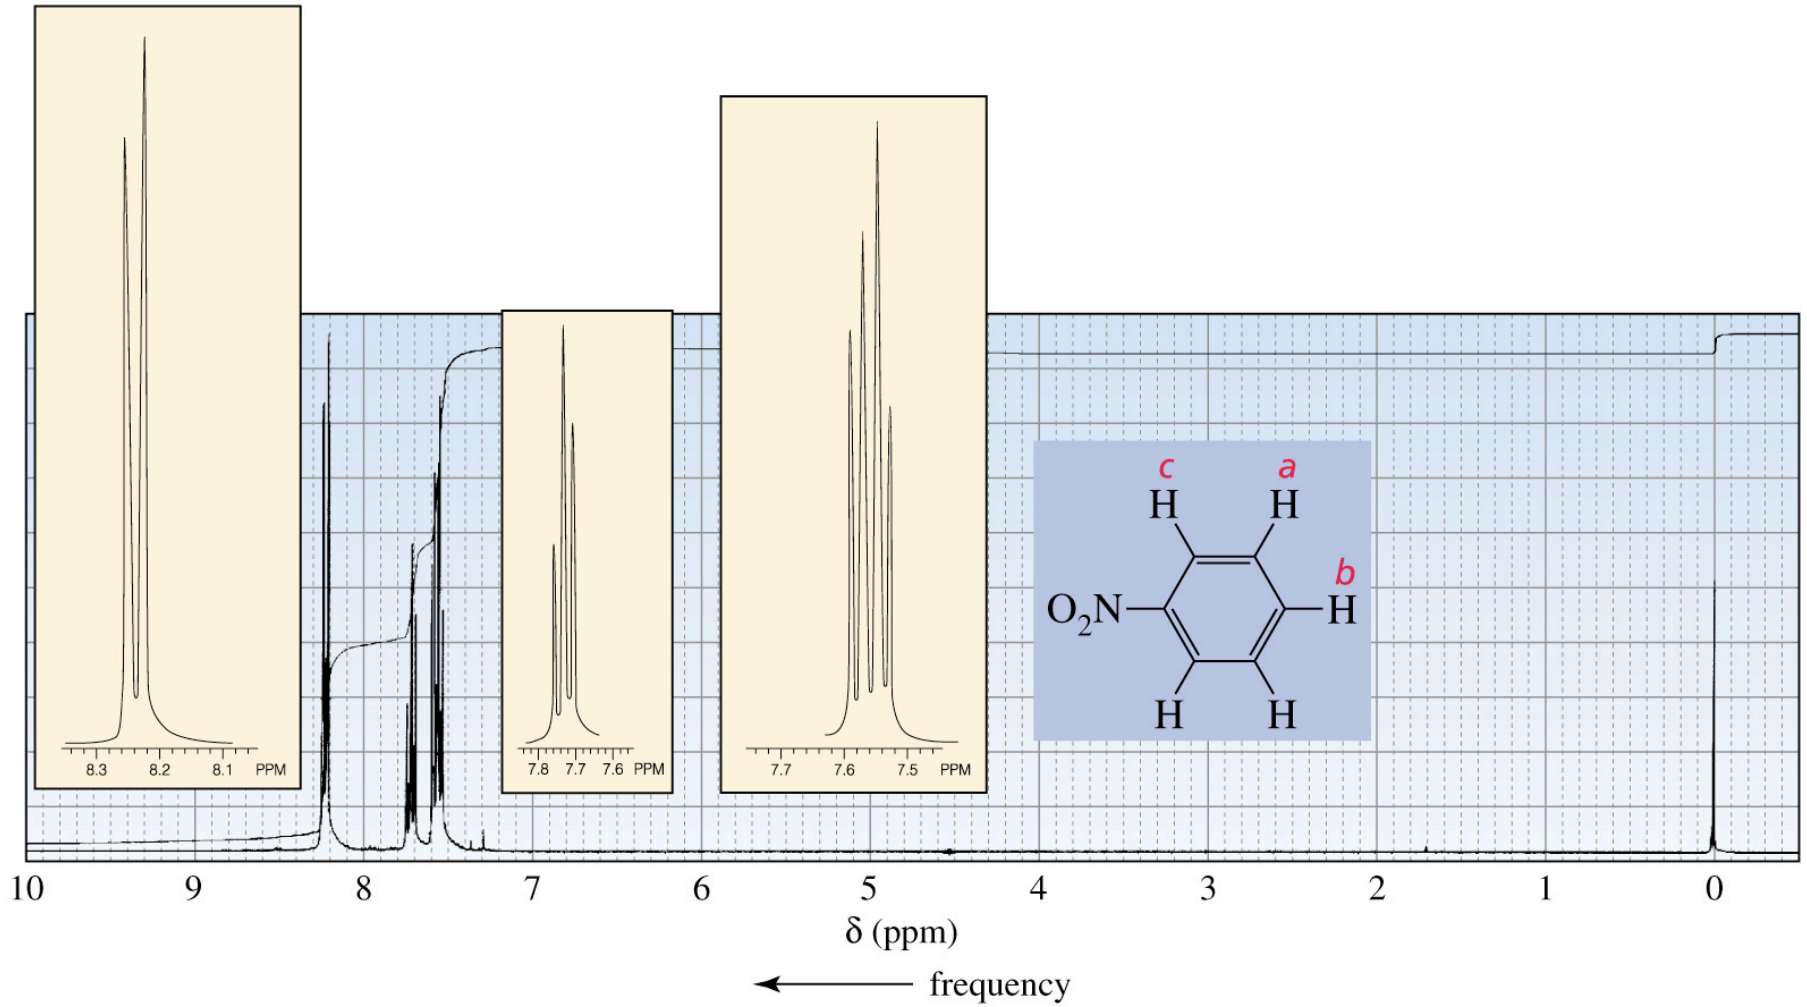 8.3 8.2 8.1 PPM
7.8 7.7 7.6 PPM
7.7 7.6 7.5 PPM
c a
H H
b
O₂N H
H H
10 9 8 7 6 5 4 3 2 1 0
δ (ppm)
frequency